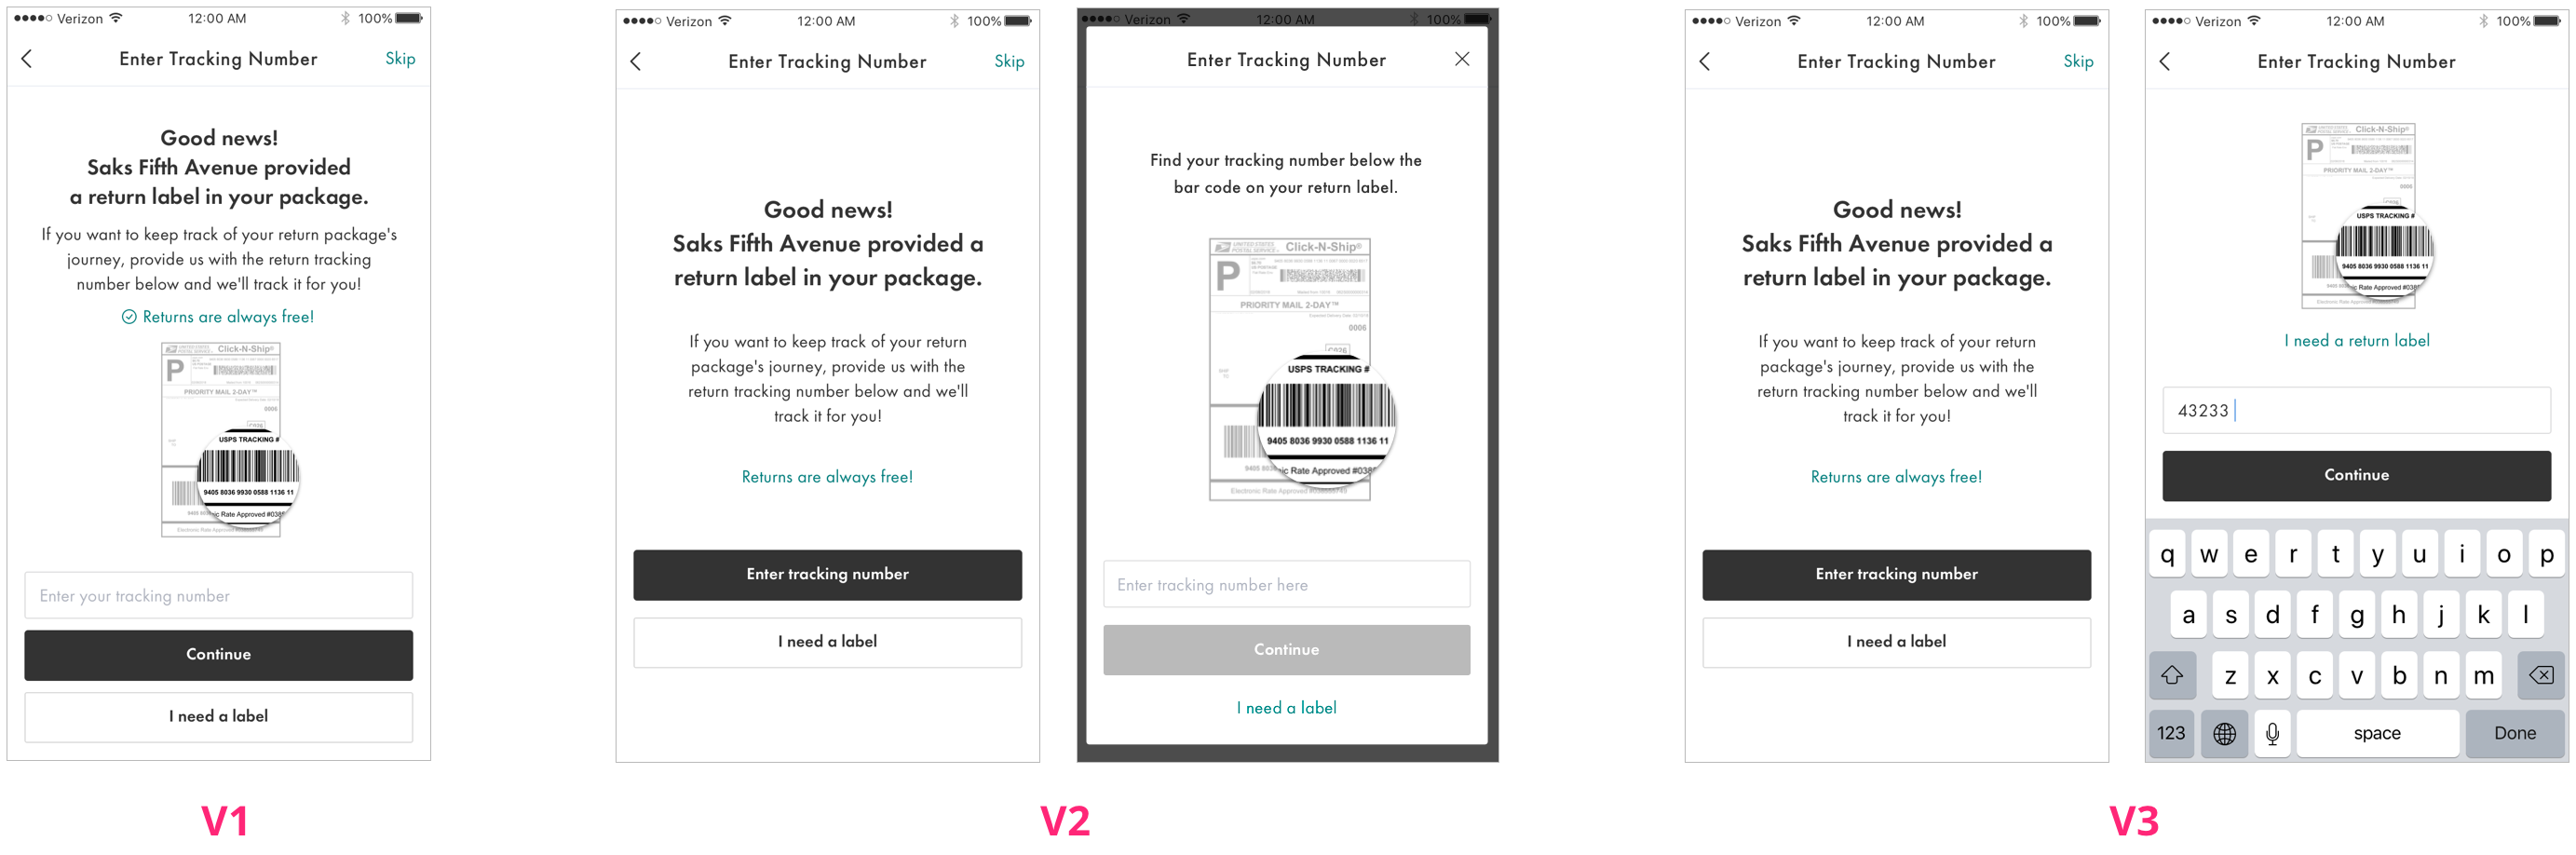 Verizon 12:00 AM 100%
Enter Tracking Number Skip
Good news!
Saks Fifth Avenue provided
a return label in your package.
If you want to keep track of your return package's
journey, provide us with the return tracking
number below and we'll track it for you!
Returns are always free!
Click-N-Ship®
P
PRIORITY MAIL 2-DAY™
0006
USPS TRACKING #
9405 8036 9930 0588 1136 11
Enter your tracking number
Continue
I need a label
V1
Verizon 12:00 AM 100%
Enter Tracking Number Skip
Good news!
Saks Fifth Avenue provided a
return label in your package.
If you want to keep track of your return
package's journey, provide us with the
return tracking number below and we'll
track it for you!
Returns are always free!
Enter tracking number
I need a label
Verizon 12:00 AM 100%
Enter Tracking Number
Find your tracking number below the
bar code on your return label.
UNITED STATES
POSTAL SERVICE
Click-N-Ship®
P
PRIORITY MAIL 2-DAY™
0006
USPS TRACKING #
9405 8036 9930 0588 1136 11
Electronic Rate Approved
Enter tracking number here
Continue
I need a label
V2
Verizon 12:00 AM 100%
Enter Tracking Number Skip
Good news!
Saks Fifth Avenue provided a
return label in your package.
If you want to keep track of your return
package's journey, provide us with the
return tracking number below and we'll
track it for you!
Returns are always free!
Enter tracking number
I need a label
Verizon 12:00 AM 100%
Enter Tracking Number
Click-N-Ship®
P
PRIORITY MAIL 2-DAY™
0006
USPS TRACKING #
9405 8036 9930 0588 1136 11
I need a return label
43233
Continue
q w e r t y u i o p
a s d f g h j k l
z x c v b n m
123 space Done
V3